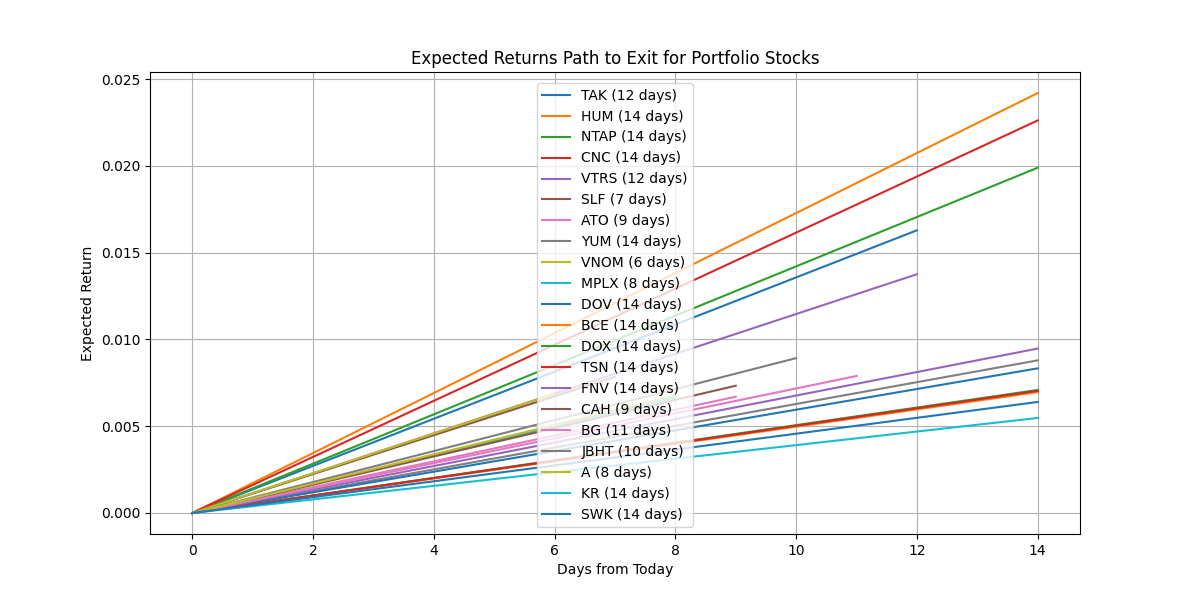 Expected Returns Path to Exit for Portfolio Stocks
0.025
0.020
0.015
0.010
0.005
0.000
Expected Return
TAK (12 days)
HUM (14 days)
NTAP (14 days)
CNC (14 days)
VTRS (12 days)
SLF (7 days)
ATO (9 days)
YUM (14 days)
VNOM (6 days)
MPLX (8 days)
DOV (14 days)
BCE (14 days)
DOX (14 days)
TSN (14 days)
FNV (14 days)
CAH (9 days)
BG (11 days)
JBHT (10 days)
A (8 days)
KR (14 days)
SWK (14 days)
0 2 4 6 8 10 12 14
Days from Today